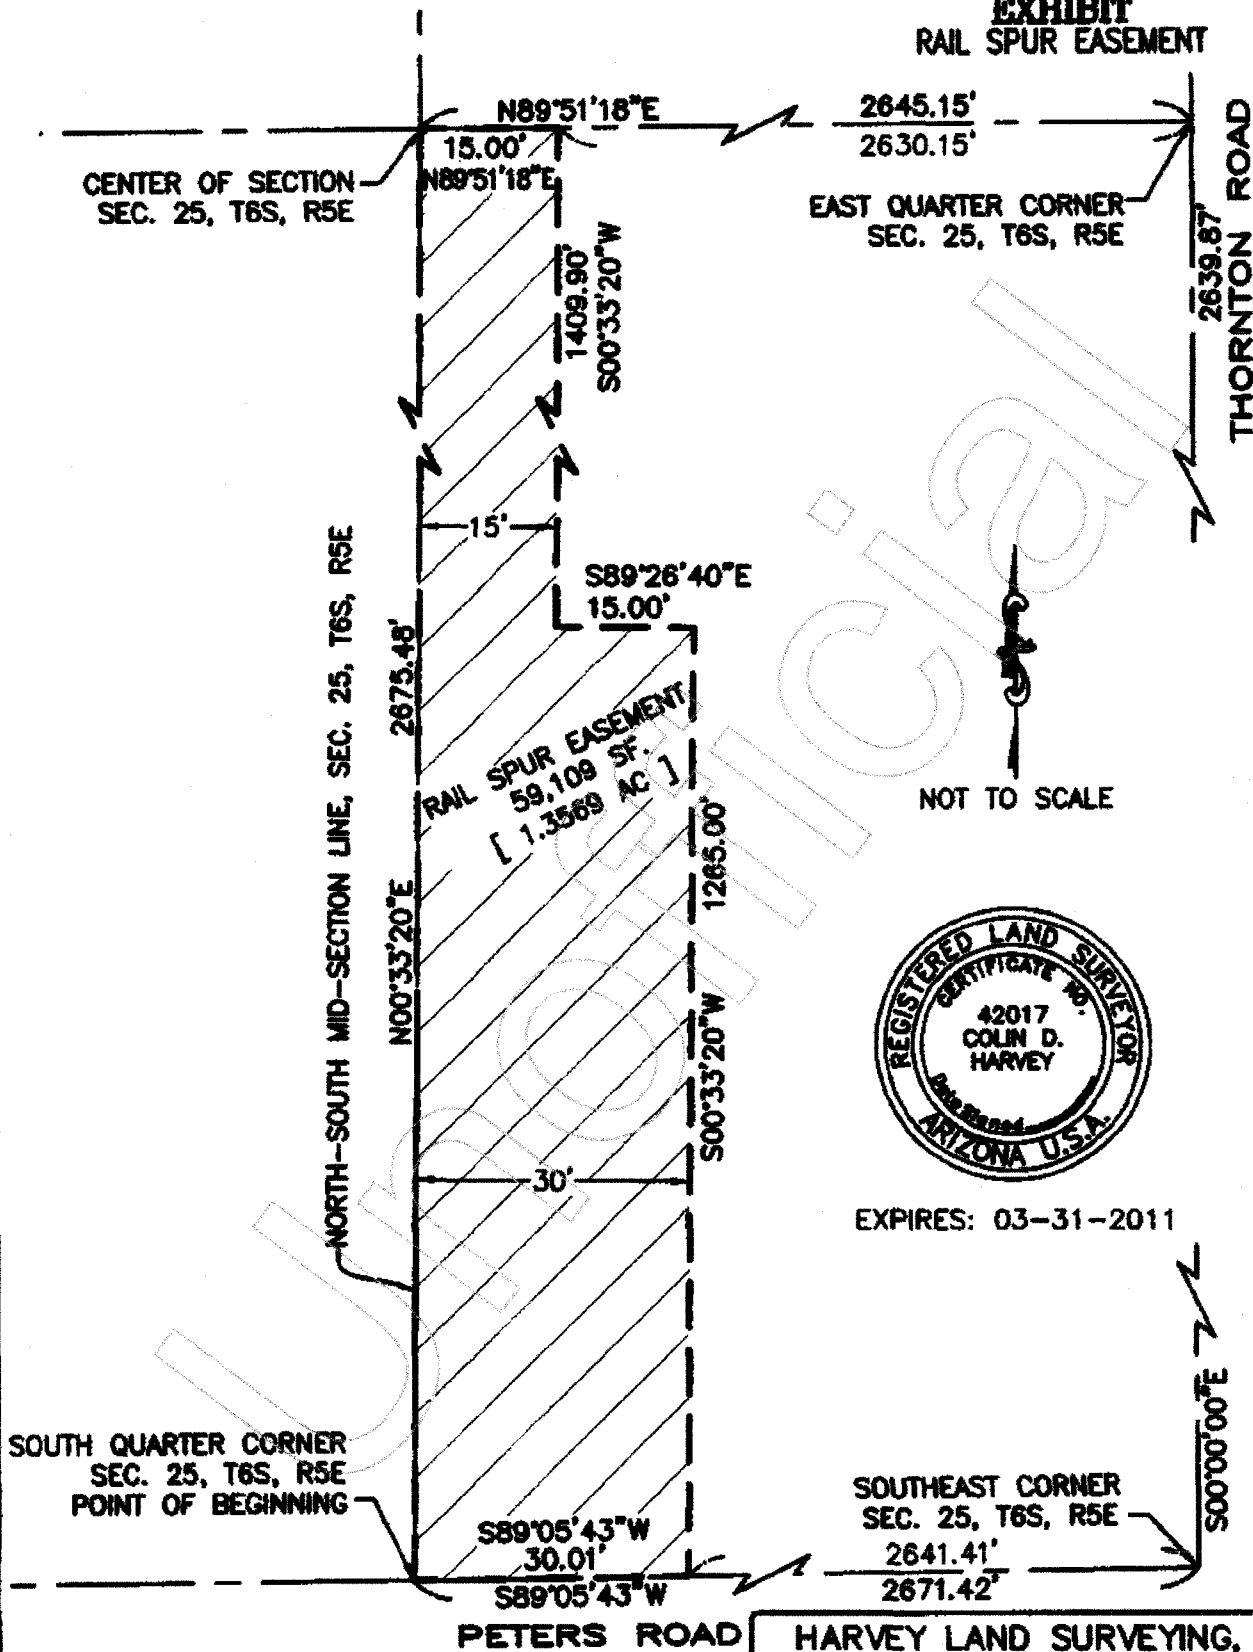 EXHIBIT
RAIL SPUR EASEMENT
N89°51'18"E
2645.15'
15.00'
2630.15'
N89°51'18"E
CENTER OF SECTION
SEC. 25, T6S, R5E
EAST QUARTER CORNER
SEC. 25, T6S, R5E
THORNTON ROAD
2639.87'
1409.90'
S00°33'20"W
15'
S89°26'40"E
15.00'
NORTH-SOUTH MID-SECTION LINE, SEC. 25, T6S, R5E
2675.48'
N00°33'20"E
RAIL SPUR EASEMENT
59,109 SF.
[ 1.3569 AC ]
1265.00'
S00°33'20"W
NOT TO SCALE
REGISTERED LAND SURVEYOR
CERTIFICATE NO.
42017
COLIN D.
HARVEY
Date Signed
ARIZONA U.S.A.
30'
EXPIRES: 03-31-2011
S00°00'00"E
SOUTH QUARTER CORNER
SEC. 25, T6S, R5E
POINT OF BEGINNING
SOUTHEAST CORNER
SEC. 25, T6S, R5E
S89°05'43"W
30.01'
2641.41'
S89°05'43"W
2671.42'
PETERS ROAD
HARVEY LAND SURVEYING,
Unofficial